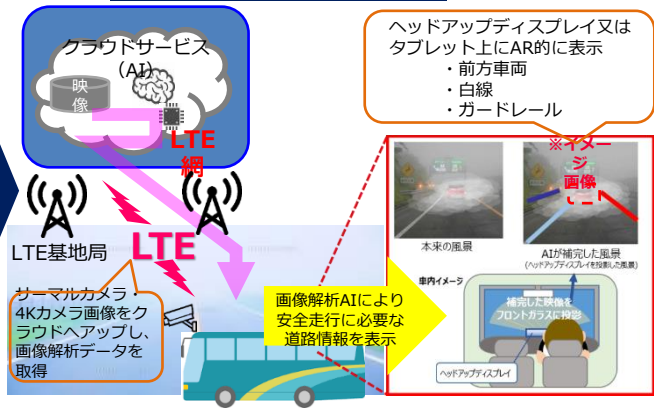 クラウドサービス
（AI）
映
像
LTE
網
LTE基地局
LTE
サーマルカメラ・
4Kカメラ画像をク
ラウドへアップし、
画像解析データを
取得
画像解析AIにより
安全走行に必要な
道路情報を表示
ヘッドアップディスプレイ又は
タブレット上にAR的に表示
・前方車両
・白線
・ガードレール
※イメー
ジ
画像
本来の風景
AIが補完した風景
(ヘッドアップディスプレイを投影した風景)
車内イメージ
補完した映像を
フロントガラスに投影
ヘッドアップディスプレイ